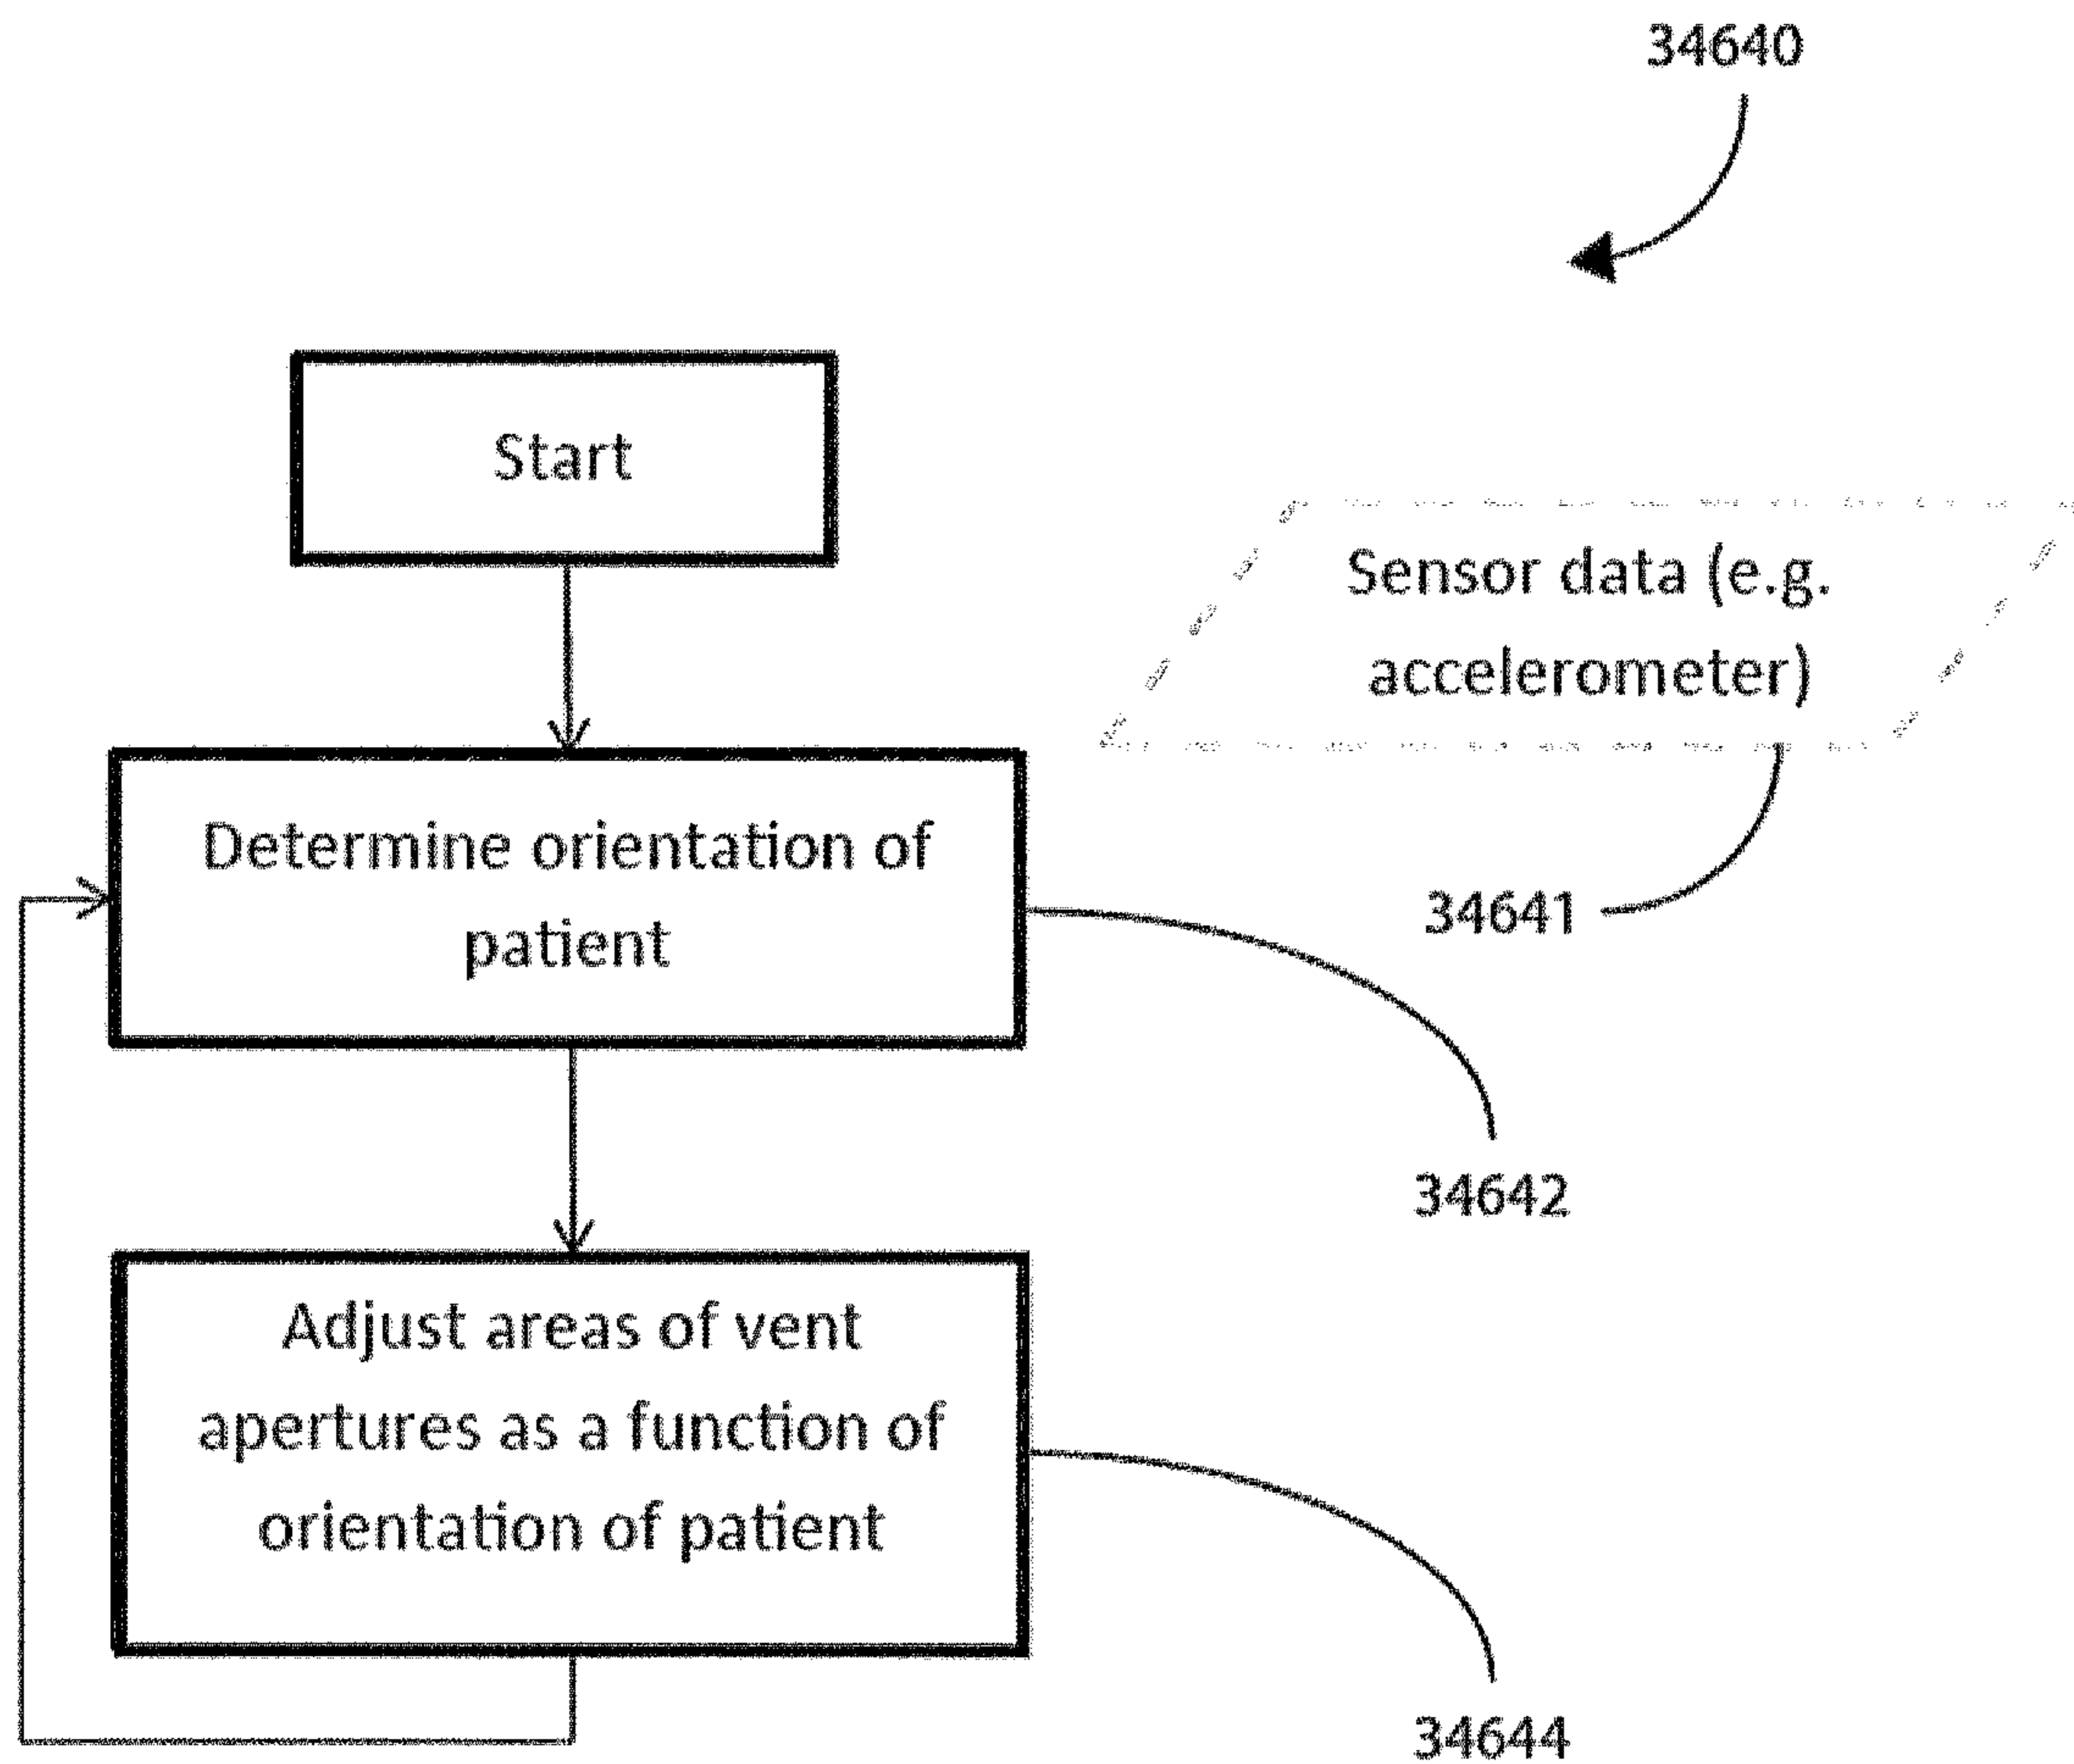 34640
Start
Sensor data (e.g.
accelerometer)
Determine orientation of
patient
34641
34642
Adjust areas of vent
apertures as a function of
orientation of patient
34644